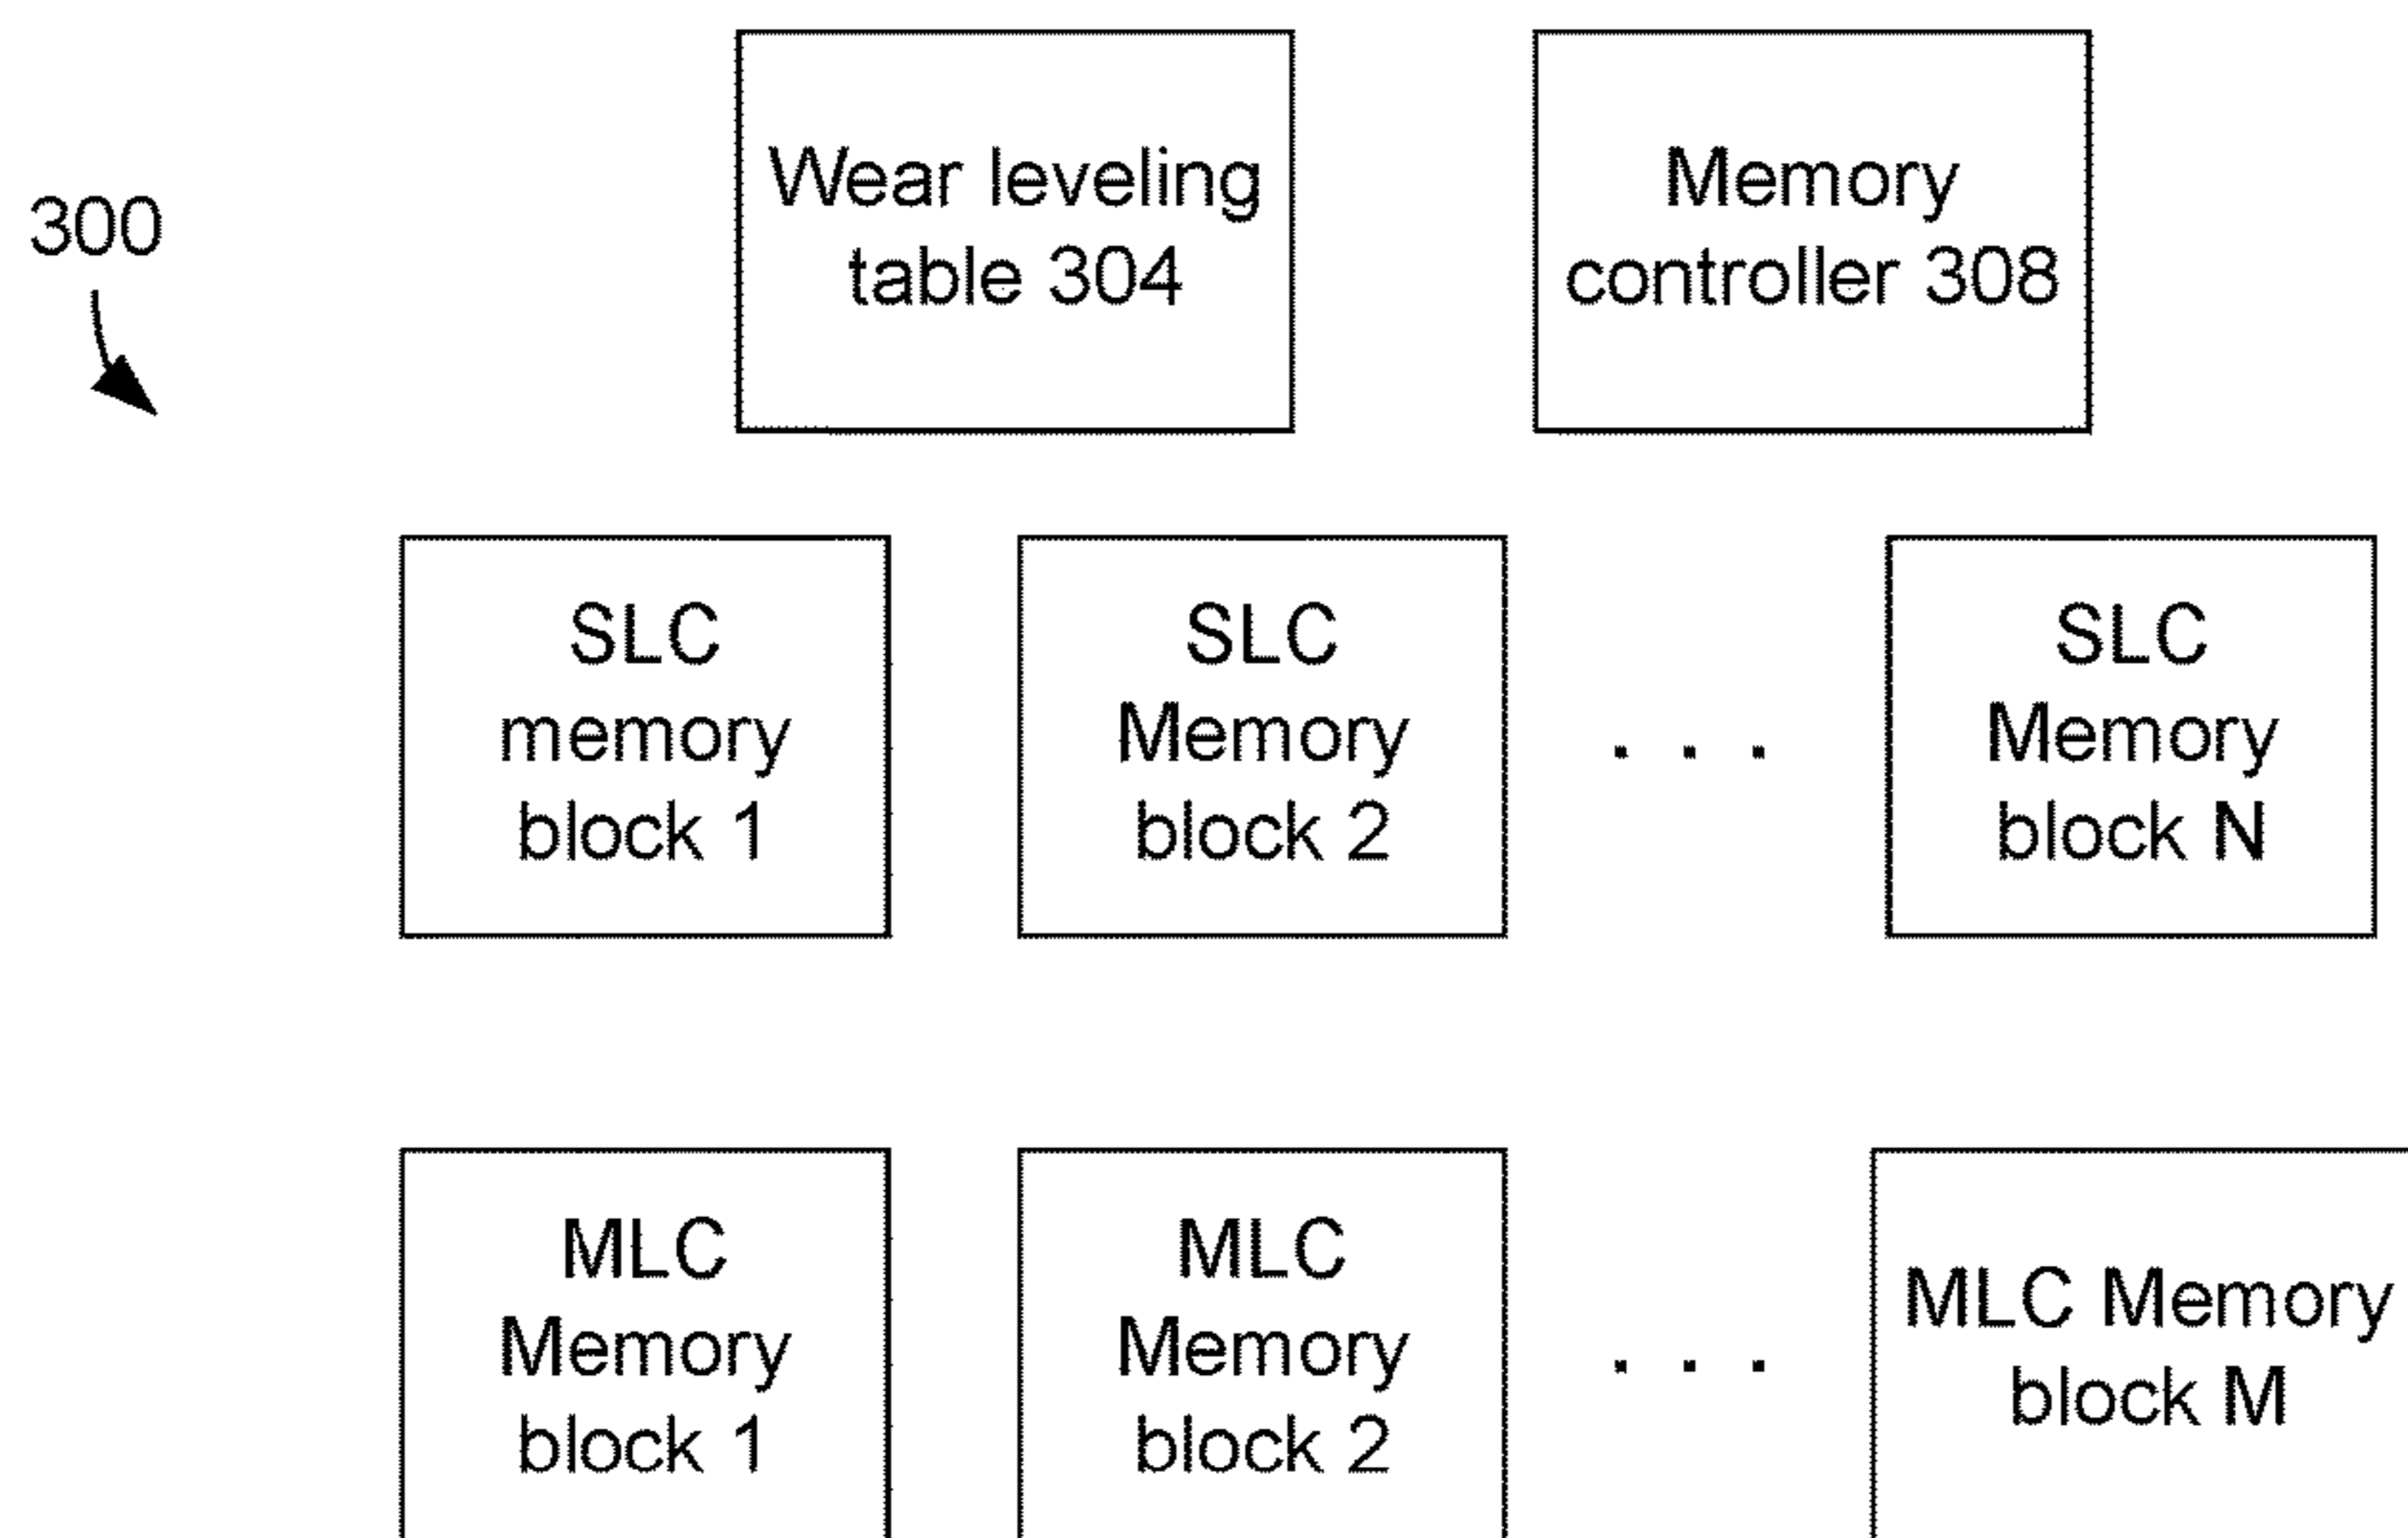 Wear leveling
table 304
Memory
controller 308
300
SLC
memory
block 1
SLC
Memory
block 2
. . .
SLC
Memory
block N
MLC
Memory
block 1
MLC
Memory
block 2
. . .
MLC Memory
block M